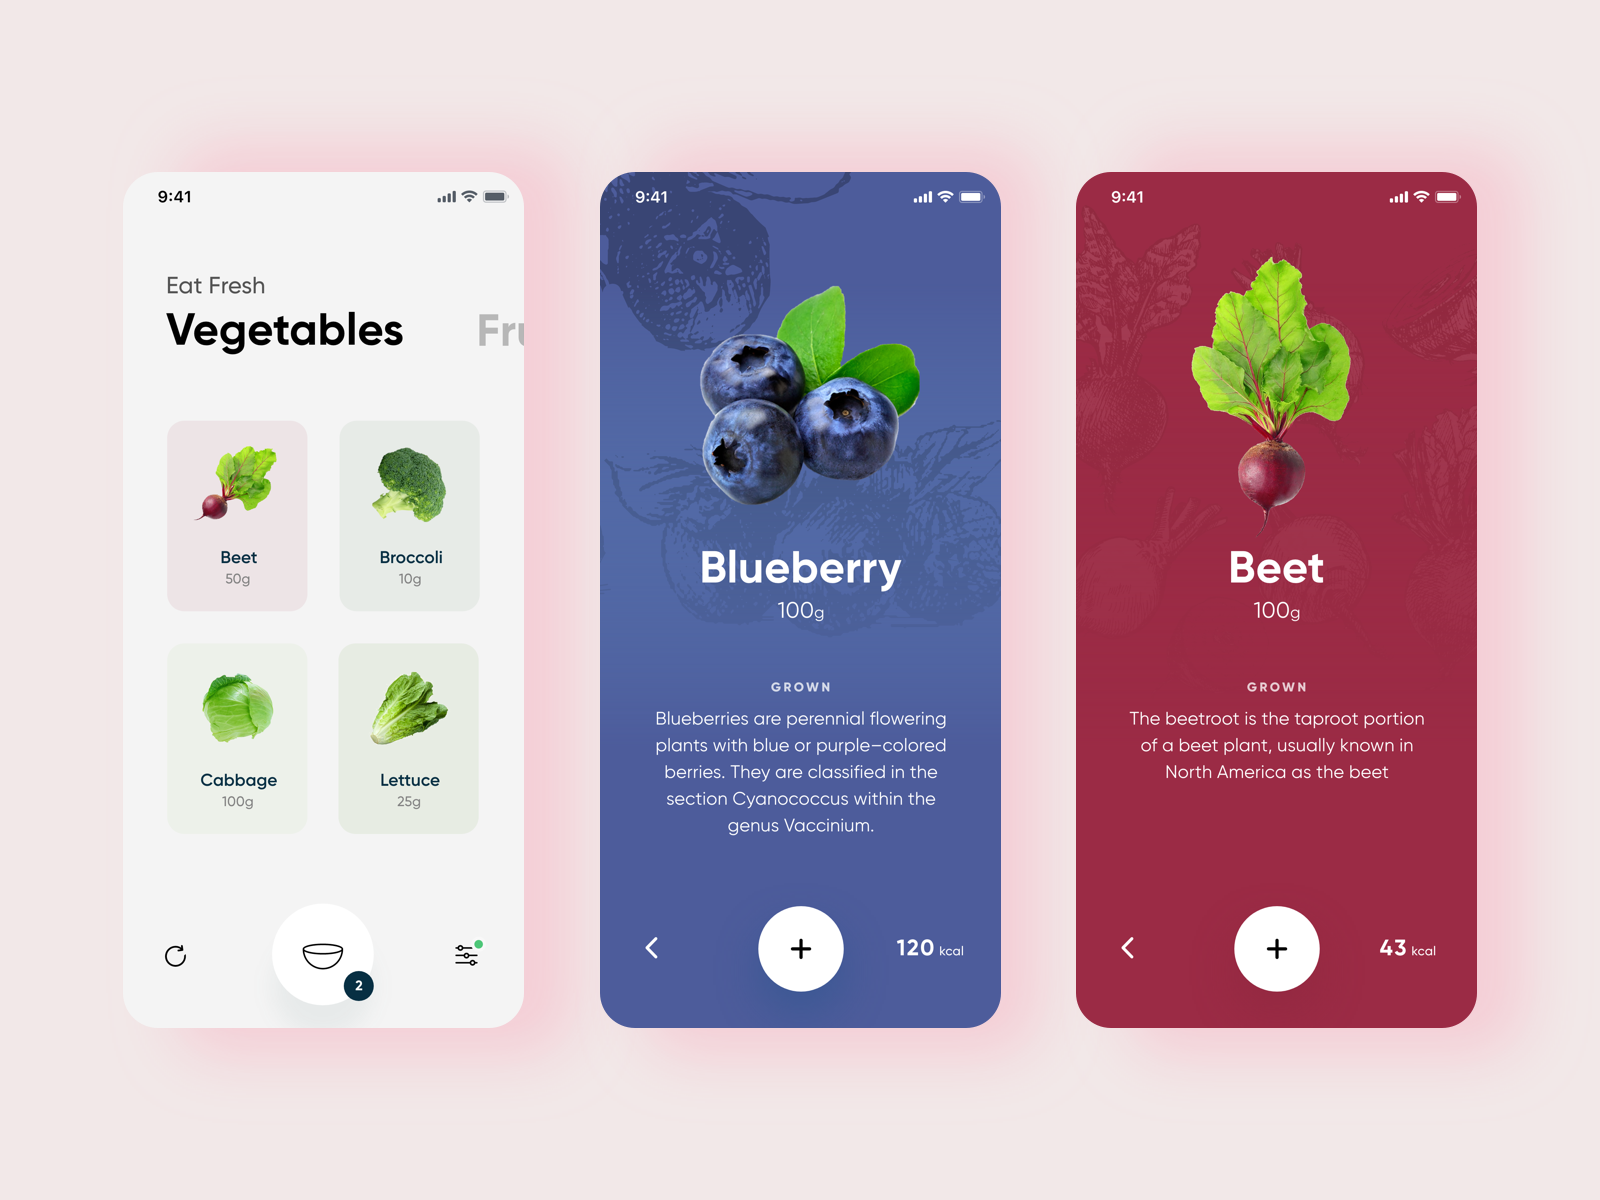 9:41
Eat Fresh
Vegetables
Fru
Beet
50g
Broccoli
10g
Cabbage
100g
Lettuce
25g
2
9:41
Blueberry
100g
GROWN
Blueberries are perennial flowering
plants with blue or purple–colored
berries. They are classified in the
section Cyanococcus within the
genus Vaccinium.
120 kcal
9:41
Beet
100g
GROWN
The beetroot is the taproot portion
of a beet plant, usually known in
North America as the beet
43 kcal